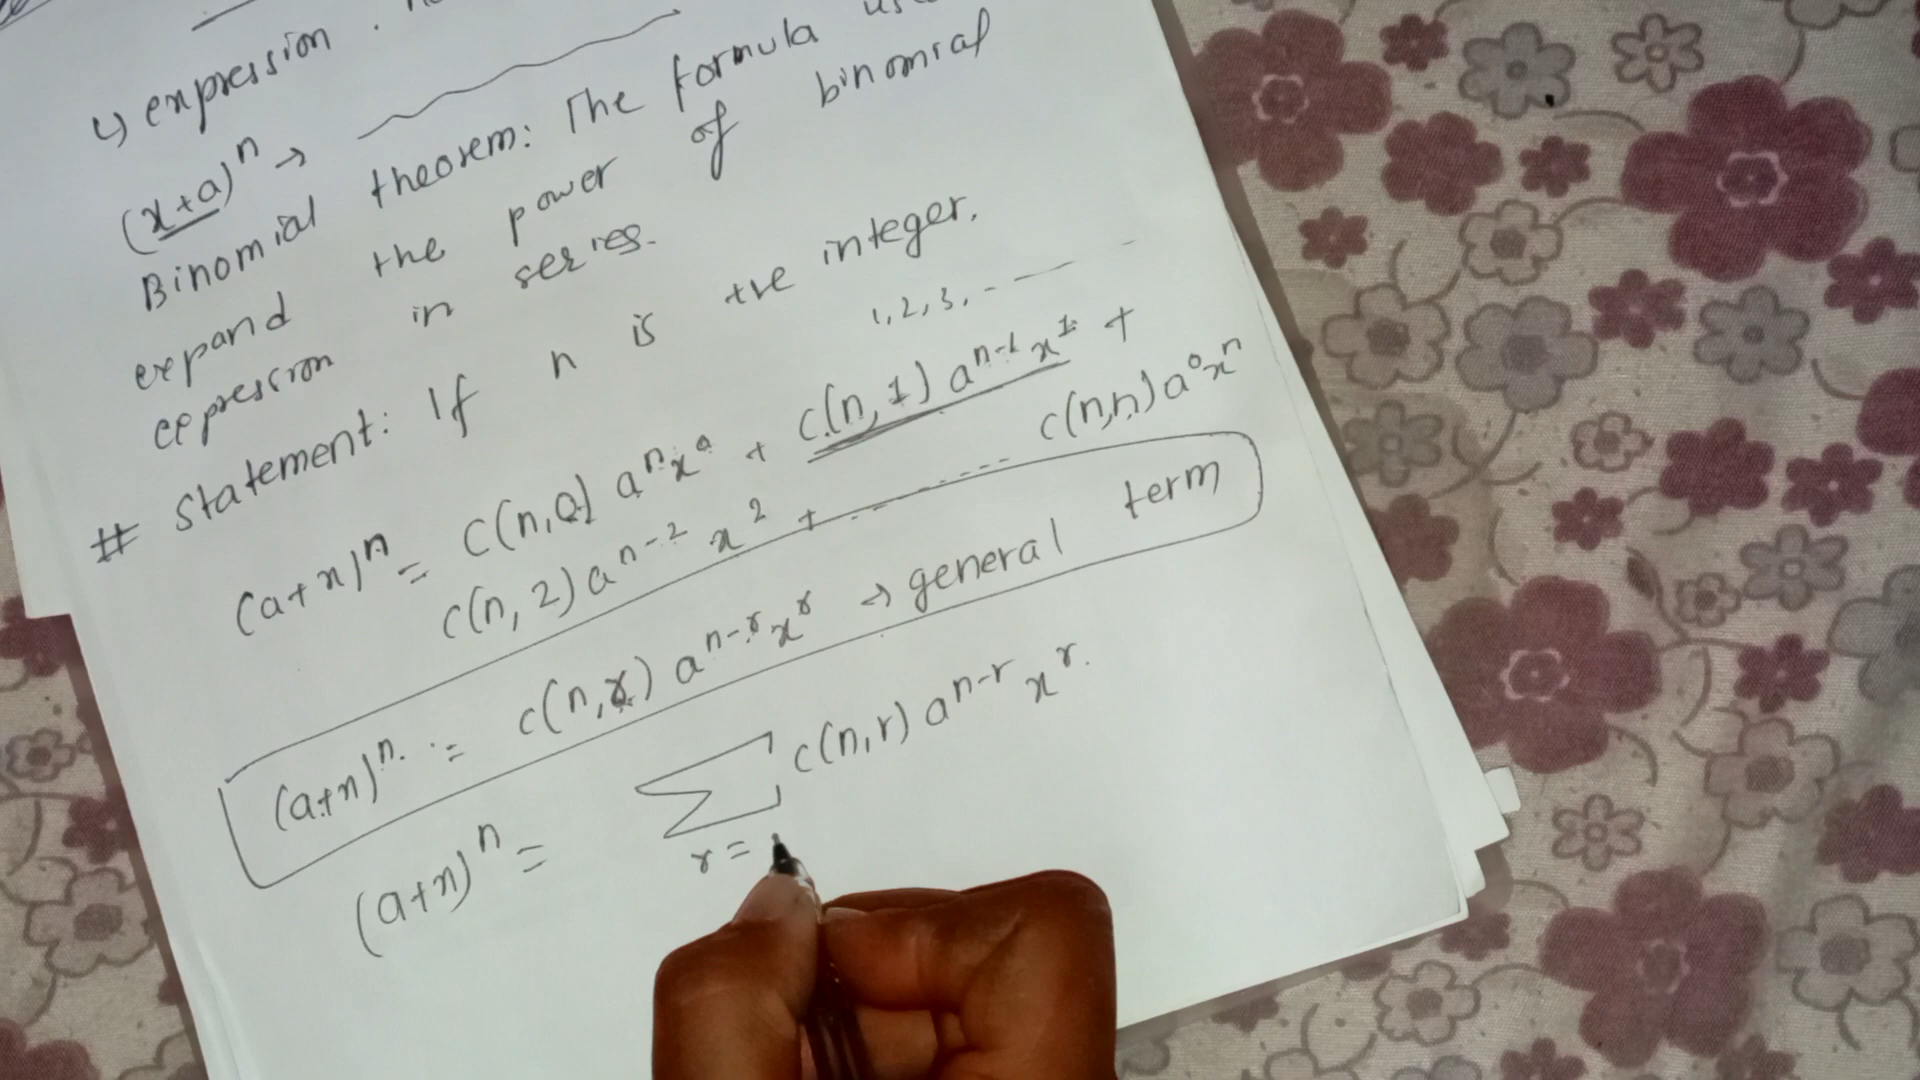 ↳ expression.
(x+a)^n →
Binomial theorem: The formula
expand the power of binomial
eepression in series.
# Statement: If n is +ve integer.
1, 2, 3, - — -
(a+x)^n = C(n,0) a^n x^0 + C(n,1) a^{n-1} x^1 +
C(n,2) a^{n-2} x^2 + ........ C(n,n) a^0 x^n
(a+x)^n. = C(n,r) a^{n-r} x^r → general term
(a+x)^n = ∑ C(n,r) a^{n-r} x^r.
r =